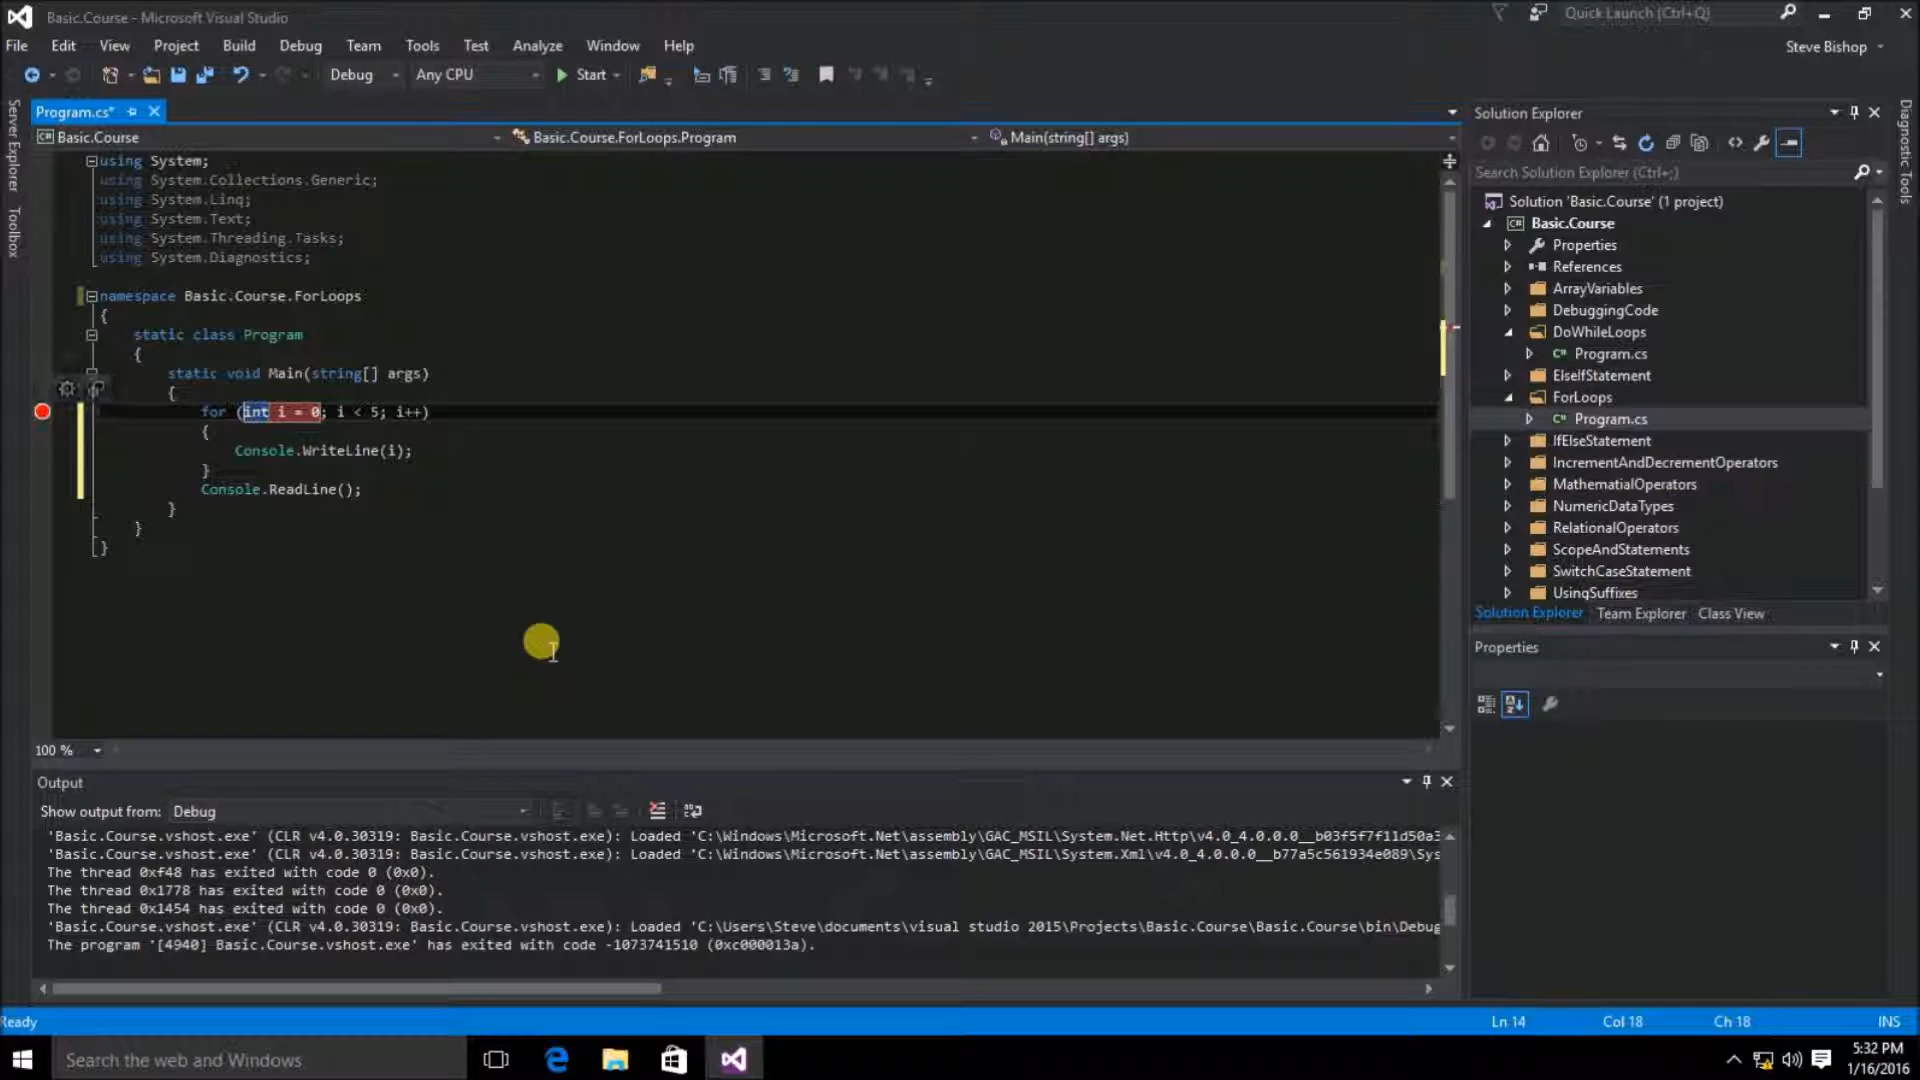 Basic.Course - Microsoft Visual Studio
Quick Launch (Ctrl+Q)
File Edit View Project Build Debug Team Tools Test Analyze Window Help
Steve Bishop
Debug Any CPU Start
Server Explorer
Toolbox
Program.cs*
Basic.Course Basic.Course.ForLoops.Program Main(string[] args)
using System;
using System.Collections.Generic;
using System.Linq;
using System.Text;
using System.Threading.Tasks;
using System.Diagnostics;
namespace Basic.Course.ForLoops
{
static class Program
{
static void Main(string[] args)
{
for (int i = 0; i < 5; i++)
{
Console.WriteLine(i);
}
Console.ReadLine();
}
}
}
100 %
Output
Show output from: Debug
'Basic.Course.vshost.exe' (CLR v4.0.30319: Basic.Course.vshost.exe): Loaded 'C:\Windows\Microsoft.Net\assembly\GAC_MSIL\System.Net.Http\v4.0_4.0.0.0__b03f5f7f11d50a3
'Basic.Course.vshost.exe' (CLR v4.0.30319: Basic.Course.vshost.exe): Loaded 'C:\Windows\Microsoft.Net\assembly\GAC_MSIL\System.Xml\v4.0_4.0.0.0__b77a5c561934e089\Sys
The thread 0xf48 has exited with code 0 (0x0).
The thread 0x1778 has exited with code 0 (0x0).
The thread 0x1454 has exited with code 0 (0x0).
'Basic.Course.vshost.exe' (CLR v4.0.30319: Basic.Course.vshost.exe): Loaded 'C:\Users\Steve\documents\visual studio 2015\Projects\Basic.Course\Basic.Course\bin\Debug
The program '[4940] Basic.Course.vshost.exe' has exited with code -1073741510 (0xc000013a).
Solution Explorer
Search Solution Explorer (Ctrl+;)
Solution 'Basic.Course' (1 project)
C# Basic.Course
Properties
References
ArrayVariables
DebuggingCode
DoWhileLoops
C# Program.cs
ElseIfStatement
ForLoops
C# Program.cs
IfElseStatement
IncrementAndDecrementOperators
MathematialOperators
NumericDataTypes
RelationalOperators
ScopeAndStatements
SwitchCaseStatement
UsingSuffixes
Solution Explorer Team Explorer Class View
Properties
Diagnostic Tools
Ready Ln 14 Col 18 Ch 18 INS
Search the web and Windows
5:32 PM
1/16/2016